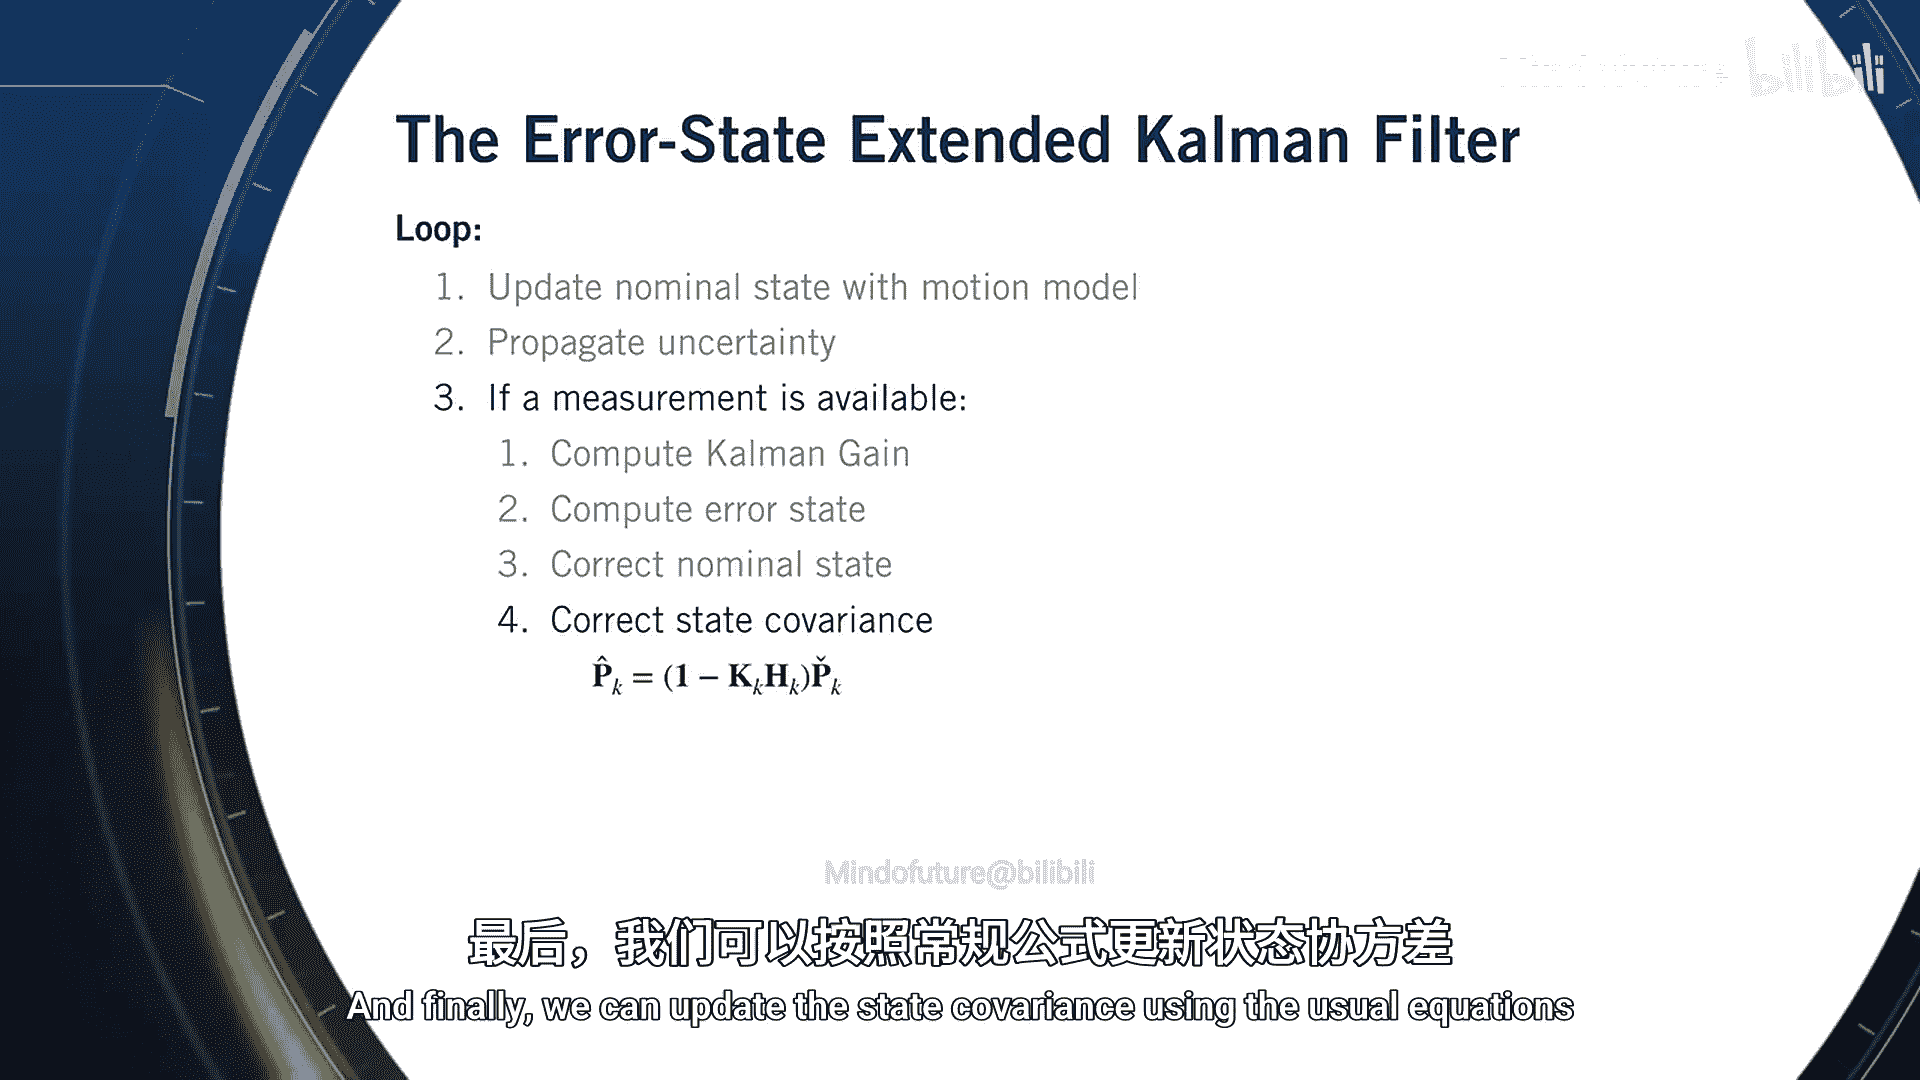 bilibili
The Error-State Extended Kalman Filter
Loop:
1. Update nominal state with motion model
2. Propagate uncertainty
3. If a measurement is available:
1. Compute Kalman Gain
2. Compute error state
3. Correct nominal state
4. Correct state covariance
P̂ₖ = (1 − KₖHₖ)P̌ₖ
Mindofuture@bilibili
最后，我们可以按照常规公式更新状态协方差
And finally, we can update the state covariance using the usual equations